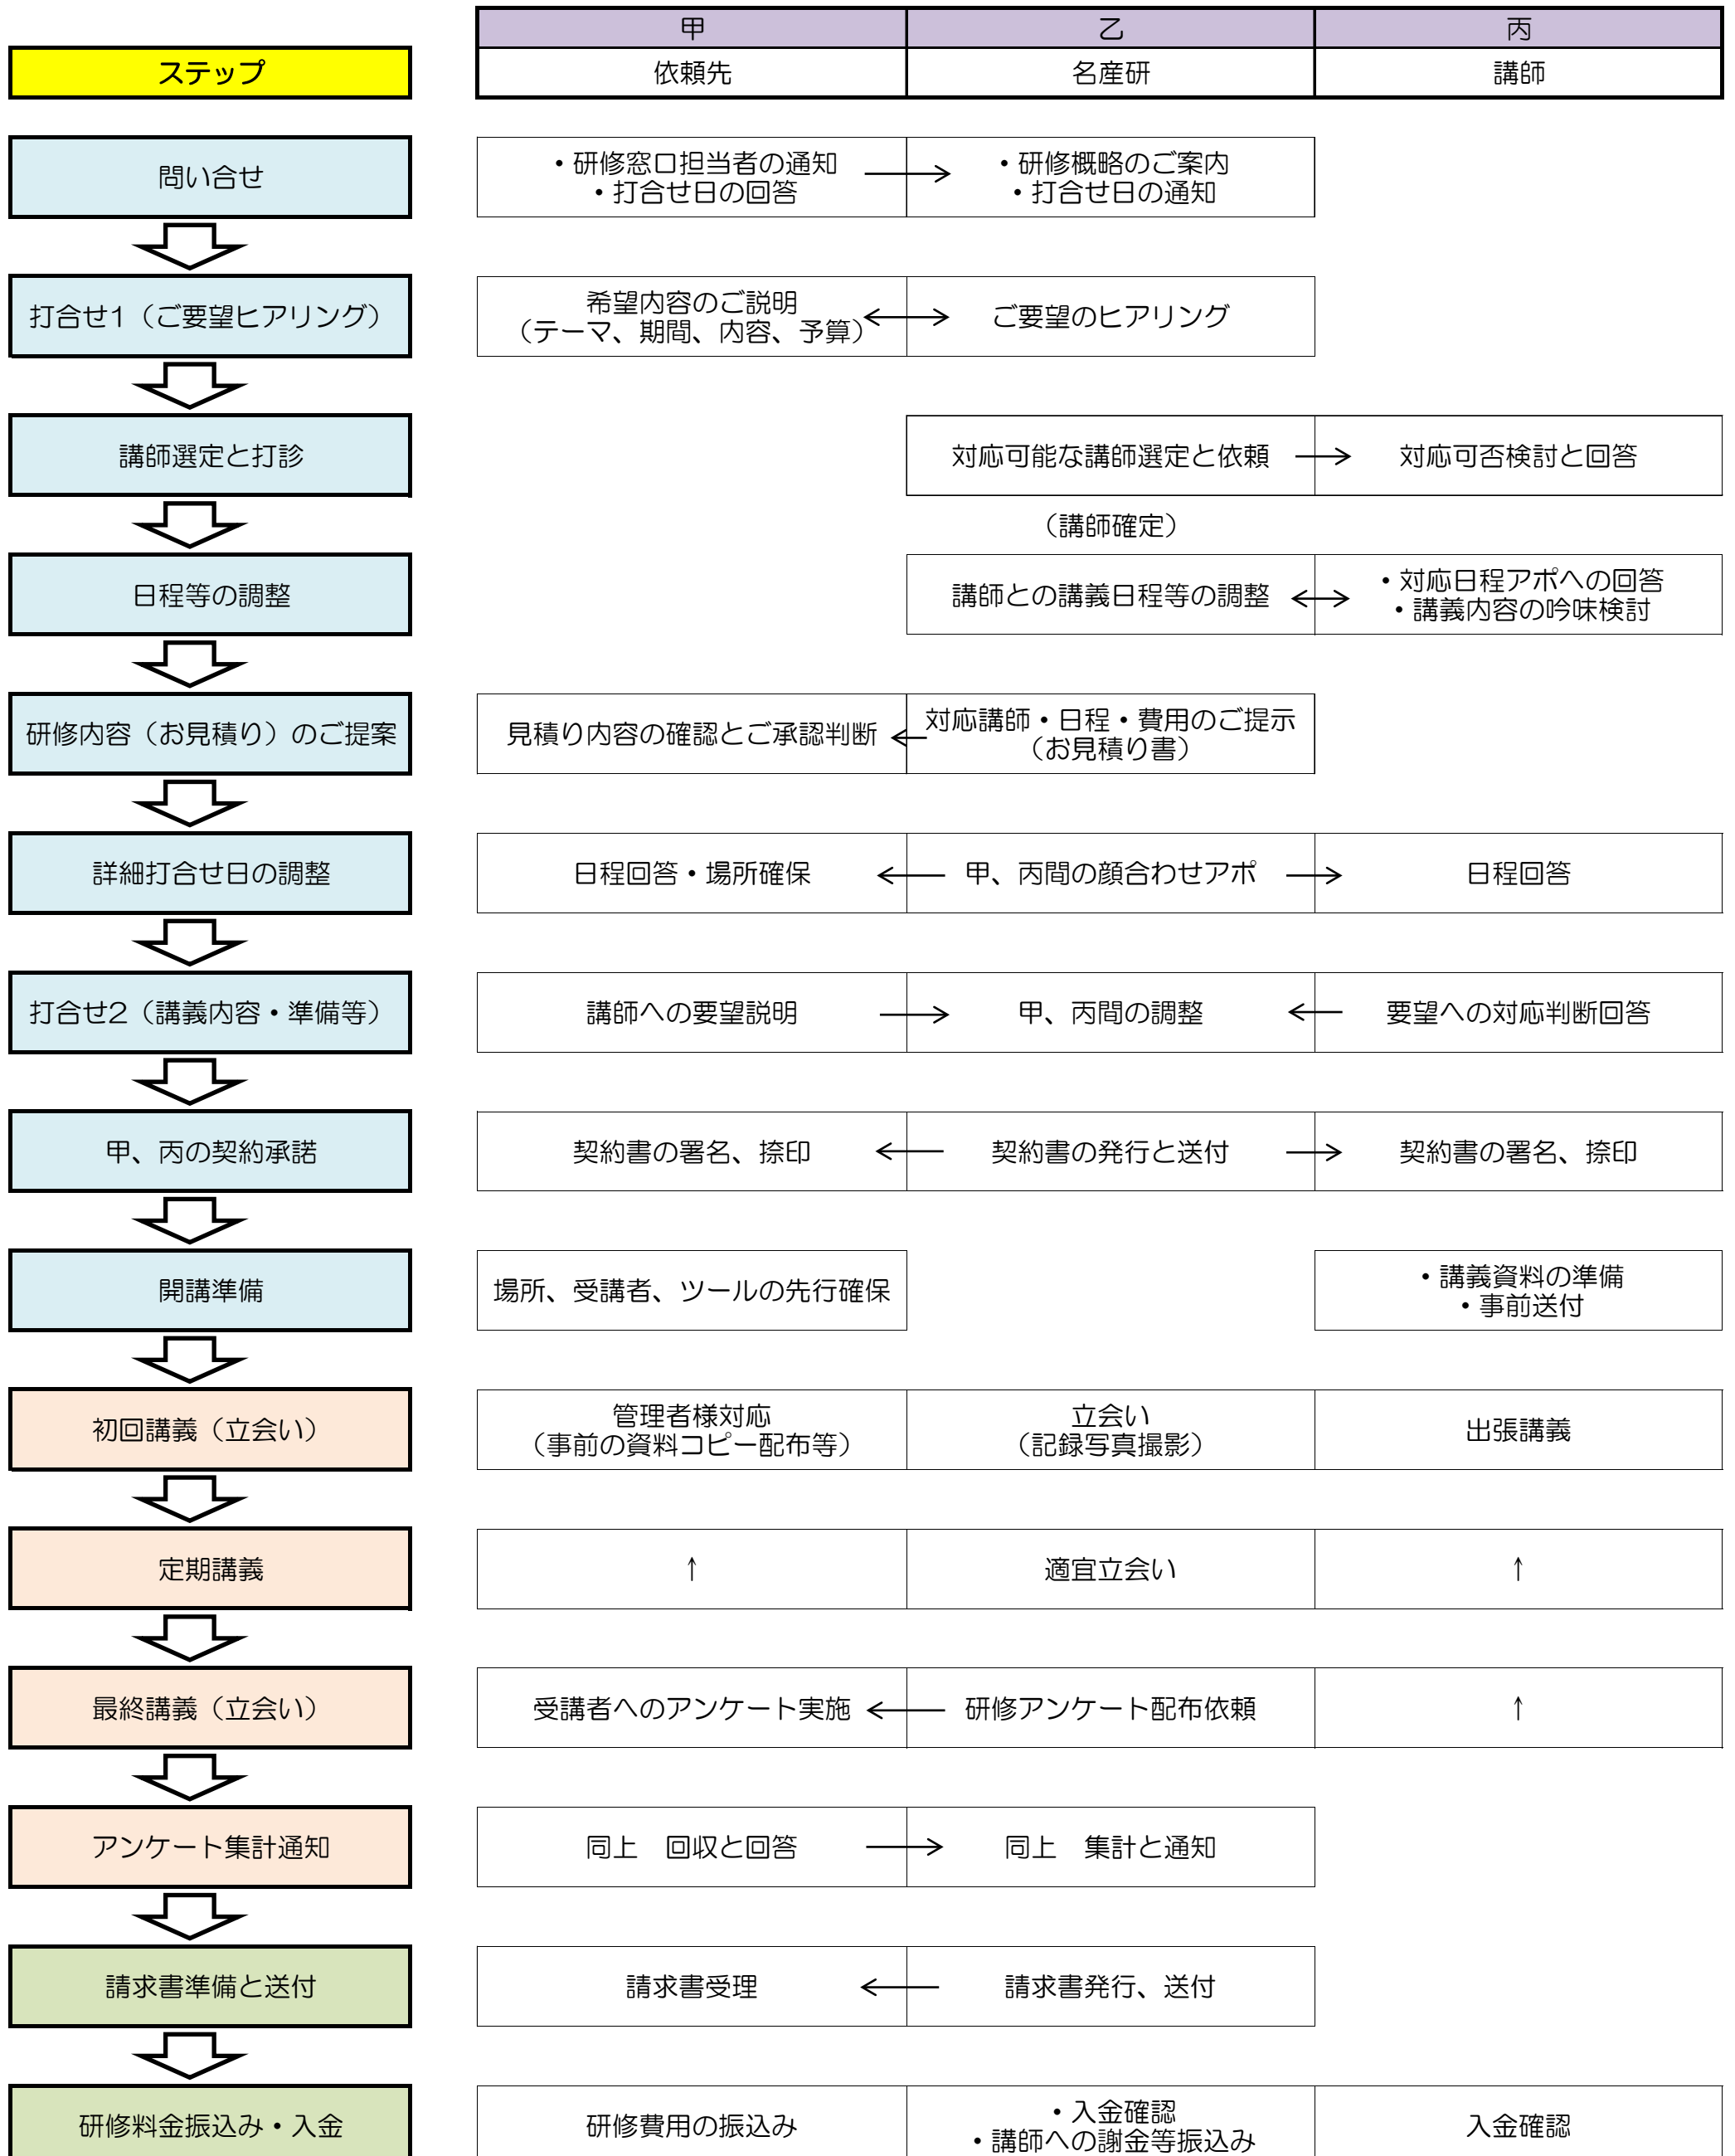 甲
乙
丙
ステップ
依頼先
名産研
講師
問い合せ
・研修窓口担当者の通知
・打合せ日の回答
・研修概略のご案内
・打合せ日の通知
打合せ1（ご要望ヒアリング）
希望内容のご説明
（テーマ、期間、内容、予算）
ご要望のヒアリング
講師選定と打診
対応可能な講師選定と依頼
対応可否検討と回答
（講師確定）
日程等の調整
講師との講義日程等の調整
・対応日程アポへの回答
・講義内容の吟味検討
研修内容（お見積り）のご提案
見積り内容の確認とご承認判断
対応講師・日程・費用のご提示
（お見積り書）
詳細打合せ日の調整
日程回答・場所確保
甲、丙間の顔合わせアポ
日程回答
打合せ2（講義内容・準備等）
講師への要望説明
甲、丙間の調整
要望への対応判断回答
甲、丙の契約承諾
契約書の署名、捺印
契約書の発行と送付
契約書の署名、捺印
開講準備
場所、受講者、ツールの先行確保
・講義資料の準備
・事前送付
初回講義（立会い）
管理者様対応
（事前の資料コピー配布等）
立会い
（記録写真撮影）
出張講義
定期講義
↑
適宜立会い
↑
最終講義（立会い）
受講者へのアンケート実施
研修アンケート配布依頼
↑
アンケート集計通知
同上　回収と回答
同上　集計と通知
請求書準備と送付
請求書受理
請求書発行、送付
研修料金振込み・入金
研修費用の振込み
・入金確認
・講師への謝金等振込み
入金確認